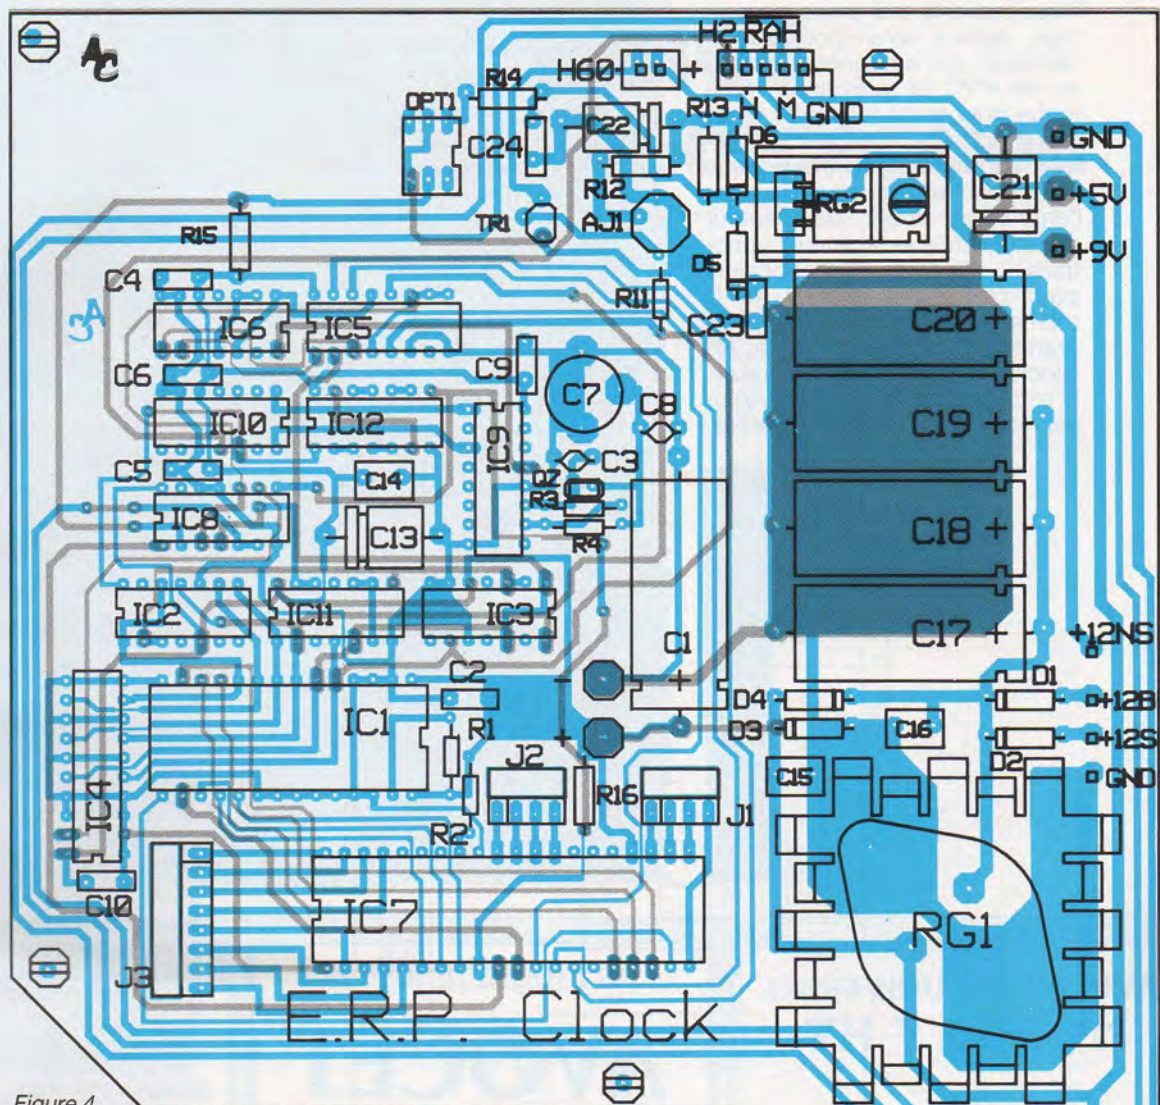 AC
H2 RAH
H60 +
H M GND
R14
OPT1
C24
C22
R13
D6
GND
R12
RG2
C21
+5V
TR1
AJ1
+9V
R15
D5
C4
R11
C23
3A
IC6
IC5
C20 +
C6
C9
C7
C8
IC10
IC12
IC9
C19 +
C5
C14
QZ
C3
R3
IC8
C13
R4
C18 +
IC2
IC11
IC3
C1
+
C17 +
+12NS
C2
-
D4
D1
+12B
IC1
R1
+
D3
C16
+12S
J2
D2
GND
IC4
R2
R16
J1
C15
C10
IC7
RG1
J3
E.R.P. Clock
Figure 4